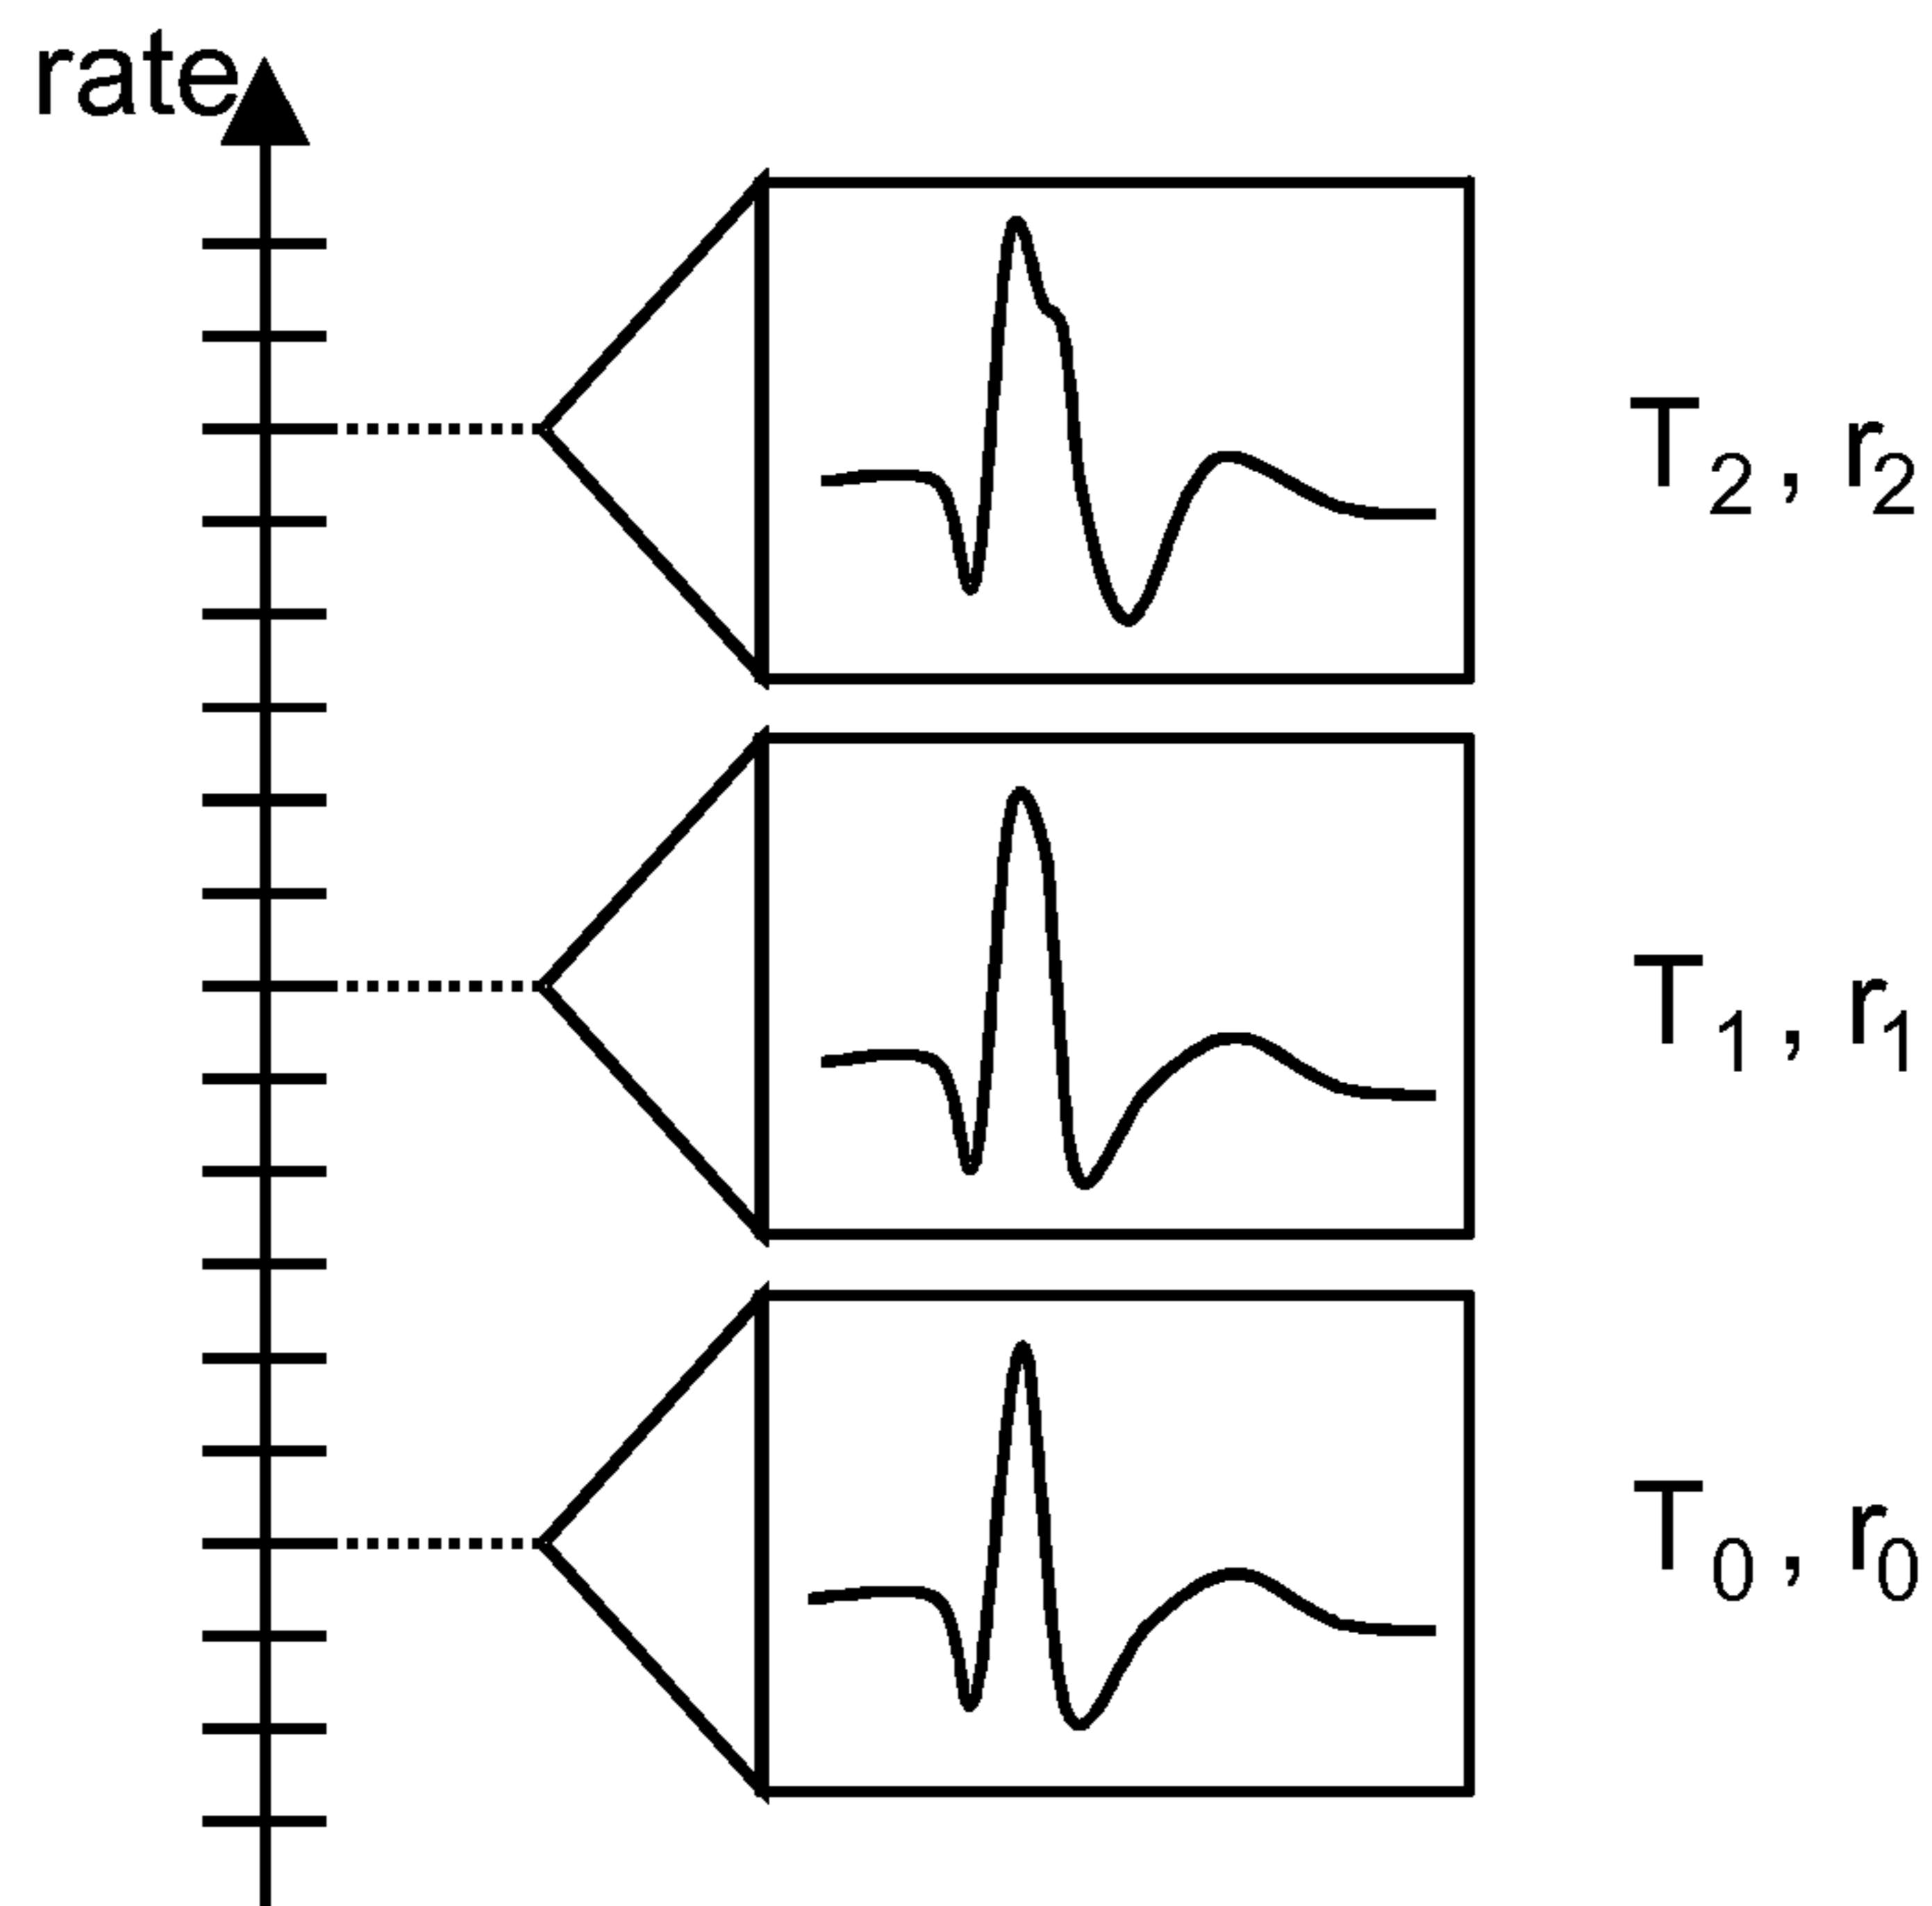 rate
T₂, r₂
T₁, r₁
T₀, r₀